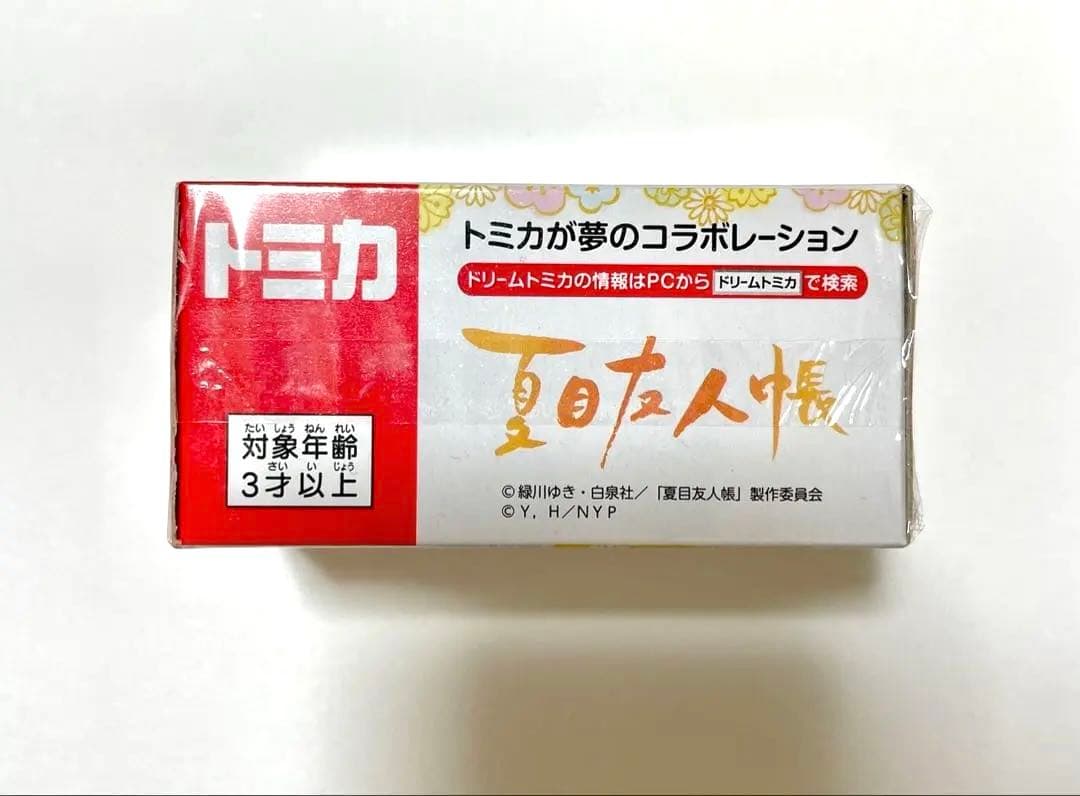 トミカ
対象年齢
たい しょう ねん れい
3才以上
さい い じょう
トミカが夢のコラボレーション
ドリームトミカの情報はPCから ドリームトミカ で検索
夏目友人帳
©緑川ゆき・白泉社／「夏目友人帳」製作委員会
©Y，H／NYP